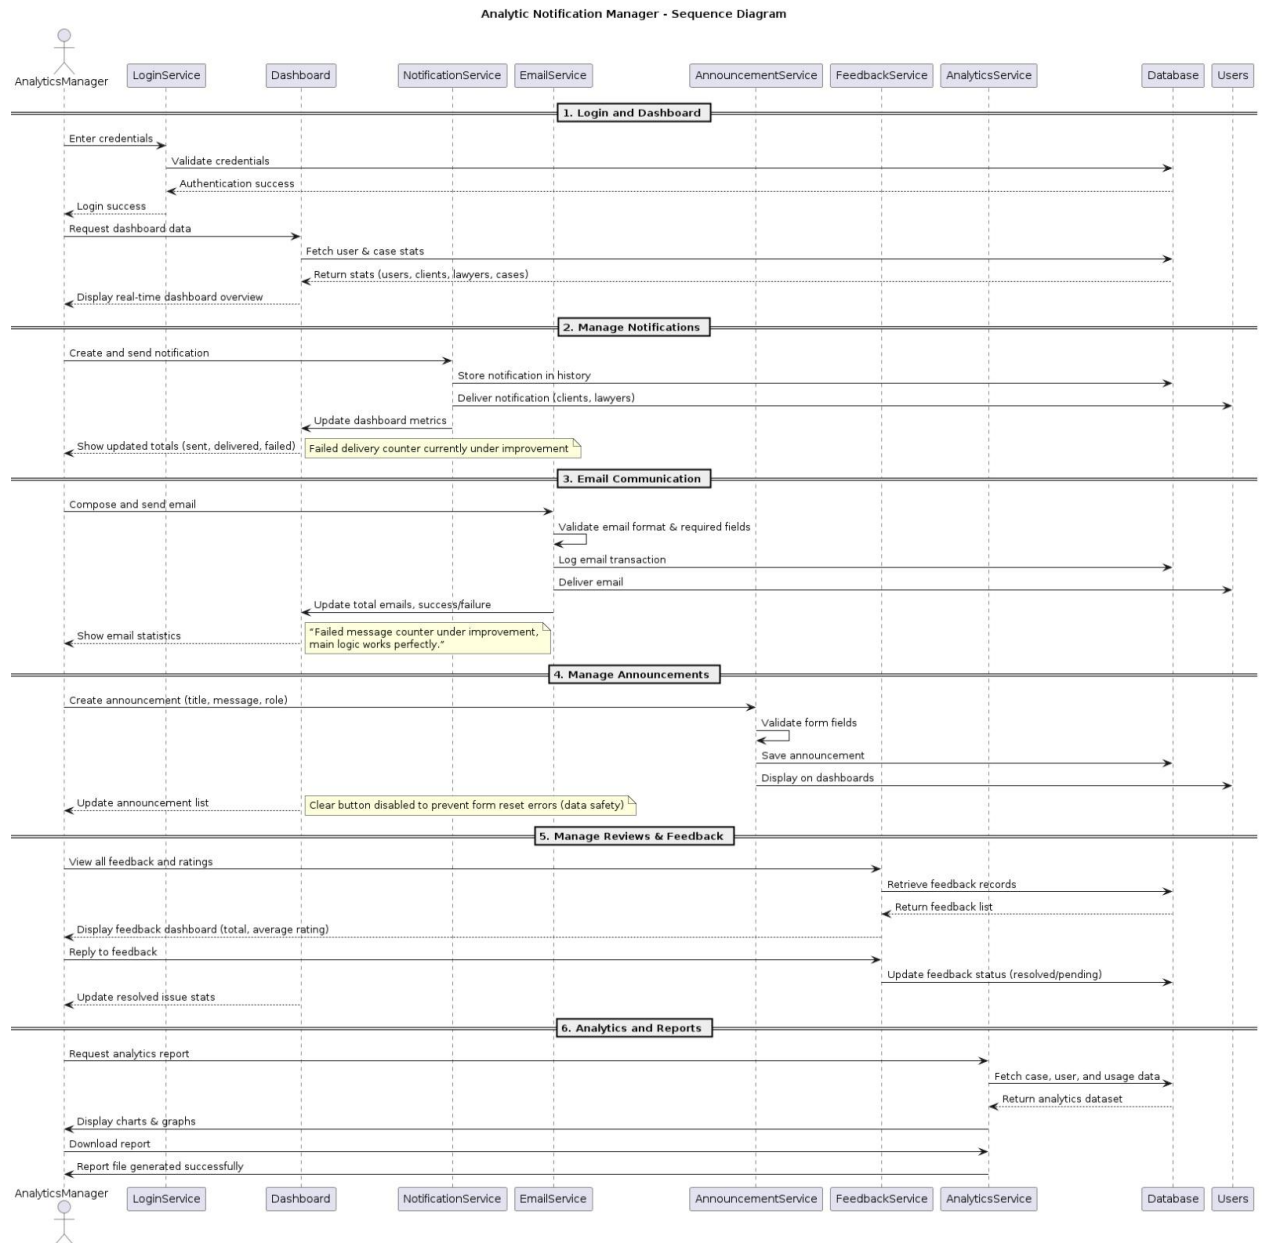 Analytic Notification Manager - Sequence Diagram
AnalyticsManager
LoginService
Dashboard
NotificationService
EmailService
AnnouncementService
FeedbackService
AnalyticsService
Database
Users
1. Login and Dashboard
Enter credentials
Validate credentials
Authentication success
Login success
Request dashboard data
Fetch user & case stats
Return stats (users, clients, lawyers, cases)
Display real-time dashboard overview
2. Manage Notifications
Create and send notification
Store notification in history
Deliver notification (clients, lawyers)
Update dashboard metrics
Show updated totals (sent, delivered, failed)
Failed delivery counter currently under improvement
3. Email Communication
Compose and send email
Validate email format & required fields
Log email transaction
Deliver email
Update total emails, success/failure
Show email statistics
“Failed message counter under improvement,
main logic works perfectly.”
4. Manage Announcements
Create announcement (title, message, role)
Validate form fields
Save announcement
Display on dashboards
Update announcement list
Clear button disabled to prevent form reset errors (data safety)
5. Manage Reviews & Feedback
View all feedback and ratings
Retrieve feedback records
Return feedback list
Display feedback dashboard (total, average rating)
Reply to feedback
Update feedback status (resolved/pending)
Update resolved issue stats
6. Analytics and Reports
Request analytics report
Fetch case, user, and usage data
Return analytics dataset
Display charts & graphs
Download report
Report file generated successfully
AnalyticsManager
LoginService
Dashboard
NotificationService
EmailService
AnnouncementService
FeedbackService
AnalyticsService
Database
Users